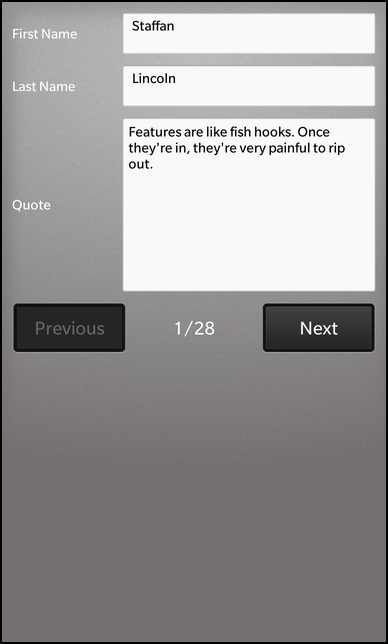 First Name
Staffan
Last Name
Lincoln
Quote
Features are like fish hooks. Once
they're in, they're very painful to rip
out.
Previous
1/28
Next